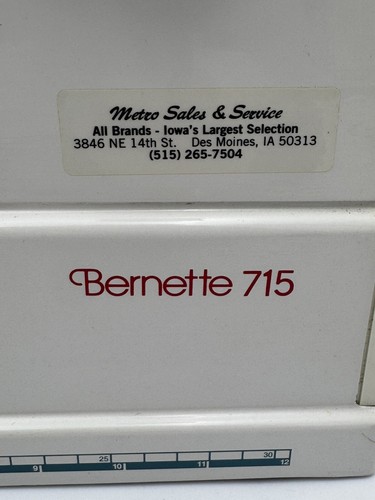 Metro Sales & Service
All Brands - Iowa's Largest Selection
3846 NE 14th St. Des Moines, IA 50313
(515) 265-7504
Bernette 715
25 30
9 10 11 12